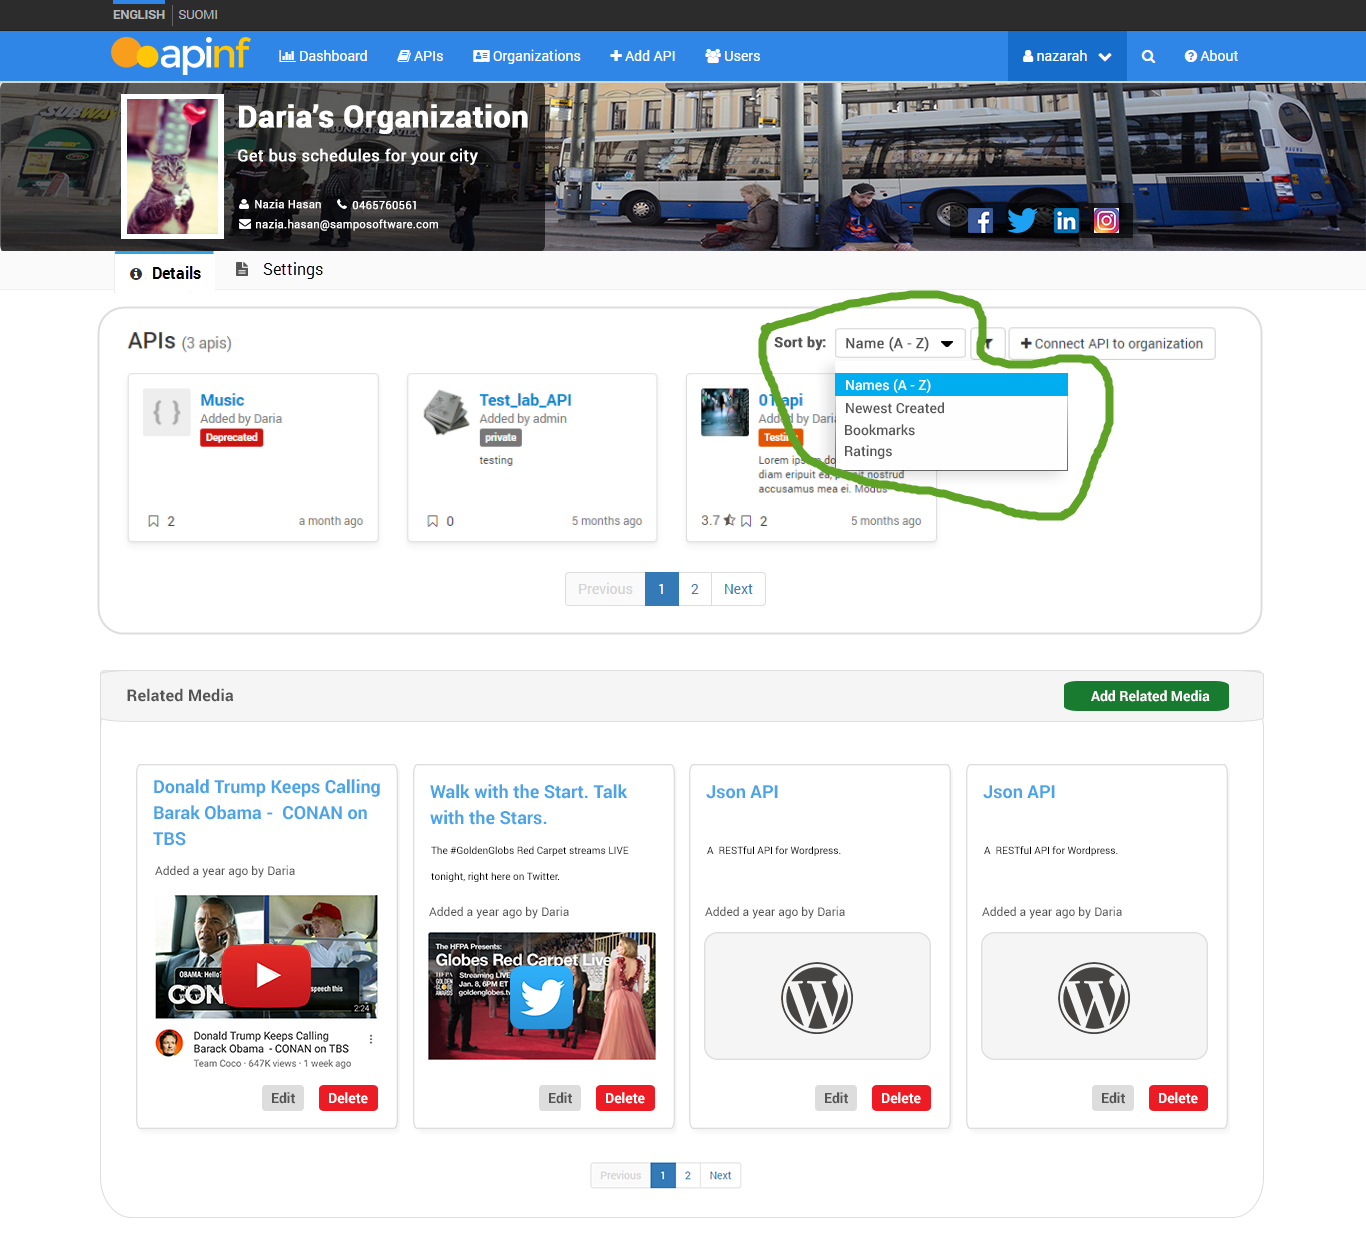 ENGLISH SUOMI
apinf Dashboard APIs Organizations Add API Users nazarah About
SUBWAY
Daria's Organization
Get bus schedules for your city
Nazia Hasan 0465760561
nazia.hasan@samposoftware.com
Details Settings
APIs (3 apis)
Sort by: Name (A - Z) Connect API to organization
Names (A - Z)
Newest Created
Bookmarks
Ratings
Music
Added by Daria
Deprecated
2 a month ago
Test_lab_API
Added by admin
private
testing
0 5 months ago
Added by Daria
Lorem ipsum
diam eripuit ea, nostrud
accusamus mea ei. Modus
3.7 2 5 months ago
Previous 1 2 Next
Related Media Add Related Media
Donald Trump Keeps Calling
Barak Obama - CONAN on
TBS
Added a year ago by Daria
OBAMA: Hello? speech this
2:24
Donald Trump Keeps Calling
Barack Obama - CONAN on TBS
Team Coco · 647K views · 1 week ago
Edit Delete
Walk with the Start. Talk
with the Stars.
The #GoldenGlobs Red Carpet streams LIVE
tonight, right here on Twitter.
Added a year ago by Daria
The HFPA Presents:
Globes Red Carpet Live
HFPA
GOLDEN
GLOBE
AWARDS
Streaming LIVE
Jan. 8, 6PM ET
goldenglobes.t
Edit Delete
Json API
A RESTful API for Wordpress.
Added a year ago by Daria
W
Edit Delete
Json API
A RESTful API for Wordpress.
Added a year ago by Daria
W
Edit Delete
Previous 1 2 Next